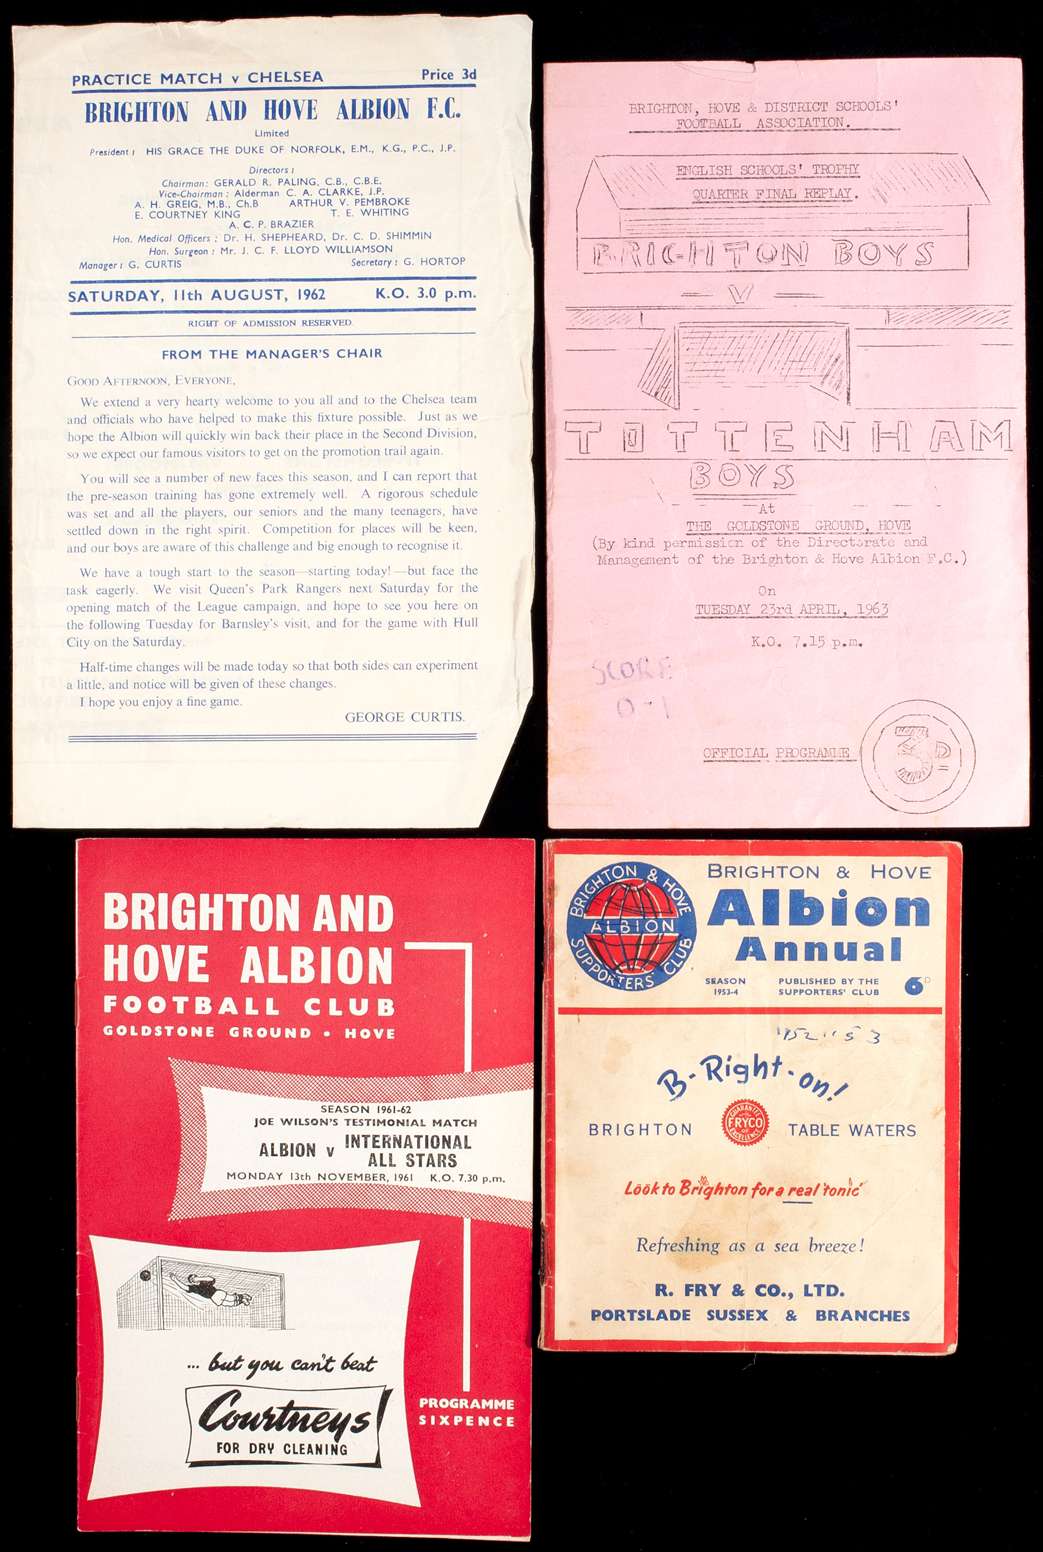 PRACTICE MATCH v CHELSEA Price 3d
BRIGHTON AND HOVE ALBION F.C.
Limited
President: HIS GRACE THE DUKE OF NORFOLK, E.M., K.G., P.C., J.P.
Directors:
Chairman: GERALD R. PALING, C.B., C.B.E.
Vice-Chairman: Alderman C. A. CLARKE, J.P.
A. H. GREIG, M.B., Ch.B ARTHUR V. PEMBROKE
E. COURTNEY KING T. E. WHITING
A. C. P. BRAZIER
Hon. Medical Officers: Dr. H. SHEPHEARD, Dr. C. D. SHIMMIN
Hon. Surgeon: Mr. J. C. F. LLOYD WILLIAMSON
Manager: G. CURTIS Secretary: G. HORTOP
SATURDAY, 11th AUGUST, 1962 K.O. 3.0 p.m.
RIGHT OF ADMISSION RESERVED
FROM THE MANAGER'S CHAIR
GOOD AFTERNOON, EVERYONE,
We extend a very hearty welcome to you all and to the Chelsea team
and officials who have helped to make this fixture possible. Just as we
hope the Albion will quickly win back their place in the Second Division,
so we expect our famous visitors to get on the promotion trail again.
You will see a number of new faces this season, and I can report that
the pre-season training has gone extremely well. A rigorous schedule
was set and all the players, our seniors and the many teenagers, have
settled down in the right spirit. Competition for places will be keen,
and our boys are aware of this challenge and big enough to recognise it.
We have a tough start to the season—starting today!—but face the
task eagerly. We visit Queen's Park Rangers next Saturday for the
opening match of the League campaign, and hope to see you here on
the following Tuesday for Barnsley's visit, and for the game with Hull
City on the Saturday.
Half-time changes will be made today so that both sides can experiment
a little, and notice will be given of these changes.
I hope you enjoy a fine game.
GEORGE CURTIS.
BRIGHTON, HOVE & DISTRICT SCHOOLS'
FOOTBALL ASSOCIATION.
ENGLISH SCHOOLS' TROPHY
QUARTER FINAL REPLAY.
BRIGHTON BOYS
V
TOTTENHAM
BOYS
At
THE GOLDSTONE GROUND, HOVE
(By kind permission of the Directorate and
Management of the Brighton & Hove Albion F.C.)
On
TUESDAY 23rd APRIL, 1963
K.O. 7.15 p.m.
SCORE
0-1
OFFICIAL PROGRAMME
3D
BRIGHTON AND
HOVE ALBION
FOOTBALL CLUB
GOLDSTONE GROUND • HOVE
SEASON 1961-62
JOE WILSON'S TESTIMONIAL MATCH
ALBION v INTERNATIONAL
ALL STARS
MONDAY 13th NOVEMBER, 1961 K.O. 7.30 p.m.
... but you can't beat
Courtneys!
FOR DRY CLEANING
PROGRAMME
SIXPENCE
BRIGHTON & HOVE
ALBION
SUPPORTERS' CLUB
BRIGHTON & HOVE
Albion
Annual
SEASON
1953-4
PUBLISHED BY THE
SUPPORTERS' CLUB
6D
B-Right-on!
BRIGHTON
GUARANTEE
FRYCO
OF
EXCELLENCE
TABLE WATERS
Look to Brighton for a real 'tonic'
Refreshing as a sea breeze!
R. FRY & CO., LTD.
PORTSLADE SUSSEX & BRANCHES